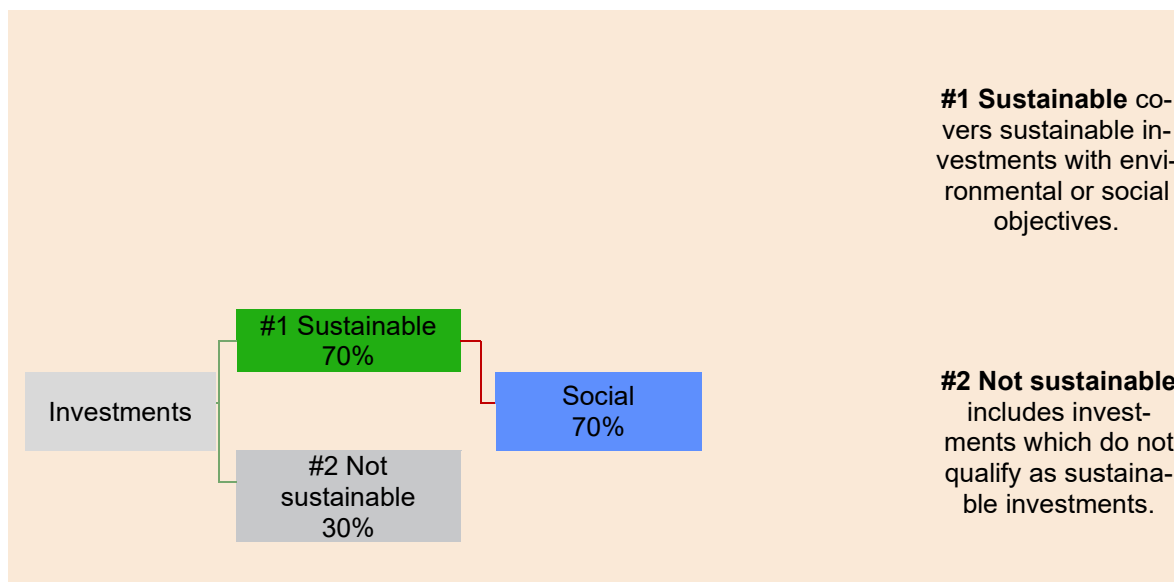 #1 Sustainable co-
vers sustainable in-
vestments with envi-
ronmental or social
objectives.
#1 Sustainable
70%
Investments
Social
70%
#2 Not
sustainable
30%
#2 Not sustainable
includes invest-
ments which do not
qualify as sustaina-
ble investments.